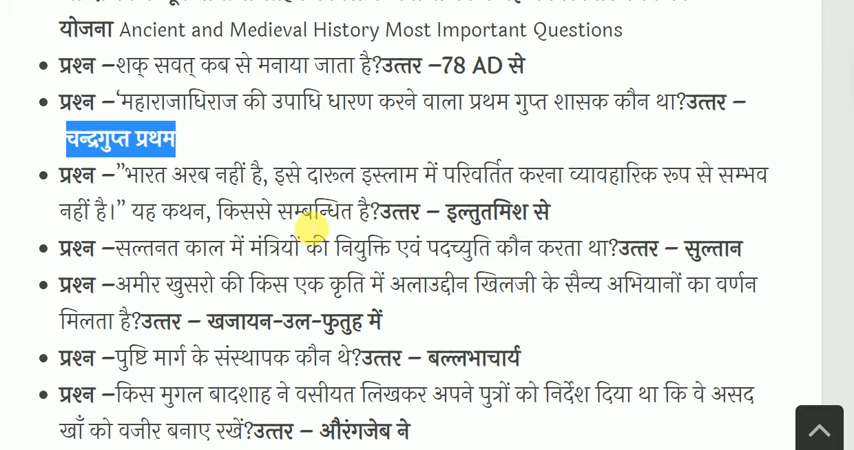 योजना Ancient and Medieval History Most Important Questions
• प्रश्न –शक् सवत् कब से मनाया जाता है?उत्तर –78 AD से
• प्रश्न –‘महाराजाधिराज की उपाधि धारण करने वाला प्रथम गुप्त शासक कौन था?उत्तर –
चन्द्रगुप्त प्रथम
• प्रश्न –”भारत अरब नहीं है, इसे दारूल इस्लाम में परिवर्तित करना व्यावहारिक रूप से सम्भव
नहीं है।” यह कथन, किससे सम्बन्धित है?उत्तर – इल्तुतमिश से
• प्रश्न –सल्तनत काल में मंत्रियों की नियुक्ति एवं पदच्युति कौन करता था?उत्तर – सुल्तान
• प्रश्न –अमीर खुसरो की किस एक कृति में अलाउद्दीन खिलजी के सैन्य अभियानों का वर्णन
मिलता है?उत्तर – खजायन-उल-फुतुह में
• प्रश्न –पुष्टि मार्ग के संस्थापक कौन थे?उत्तर – बल्लभाचार्य
• प्रश्न –किस मुगल बादशाह ने वसीयत लिखकर अपने पुत्रों को निर्देश दिया था कि वे असद
खाँ को वजीर बनाए रखें?उत्तर – औरंगजेब ने